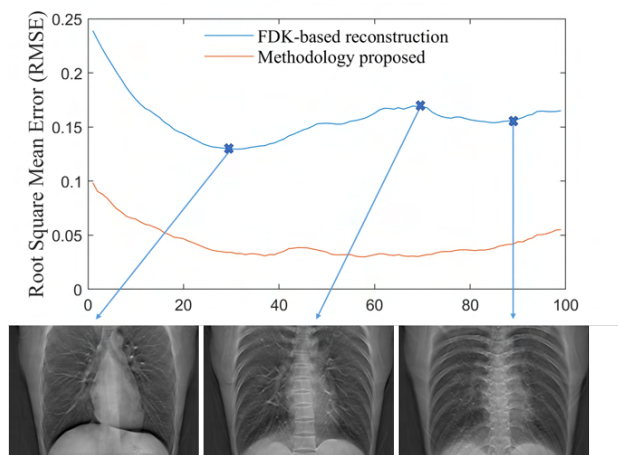 0.25
0.2
0.15
0.1
0.05
0
Root Square Mean Error (RMSE)
FDK-based reconstruction
Methodology proposed
0 20 40 60 80 100